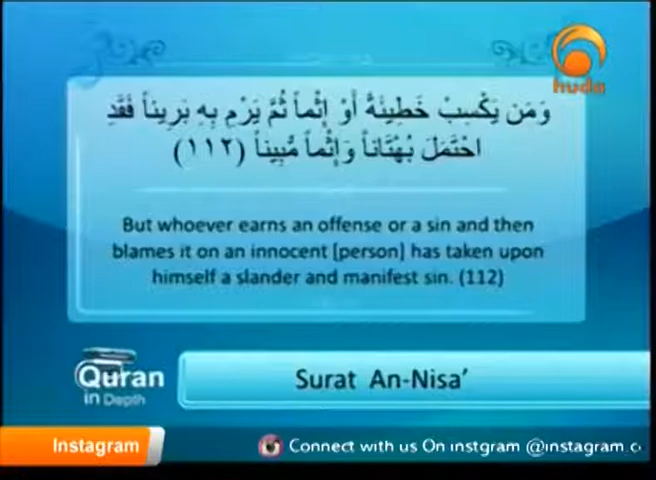 huda
وَمَن يَكْسِبْ خَطِيئَةً أَوْ إِثْماً ثُمَّ يَرْمِ بِهِ بَرِيئاً فَقَدِ
احْتَمَلَ بُهْتَاناً وَإِثْماً مُّبِيناً (١١٢)
But whoever earns an offense or a sin and then
blames it on an innocent [person] has taken upon
himself a slander and manifest sin. (112)
Quran
in Depth
Surat An-Nisa'
Instagram
Connect with us On instgram @instagram.c